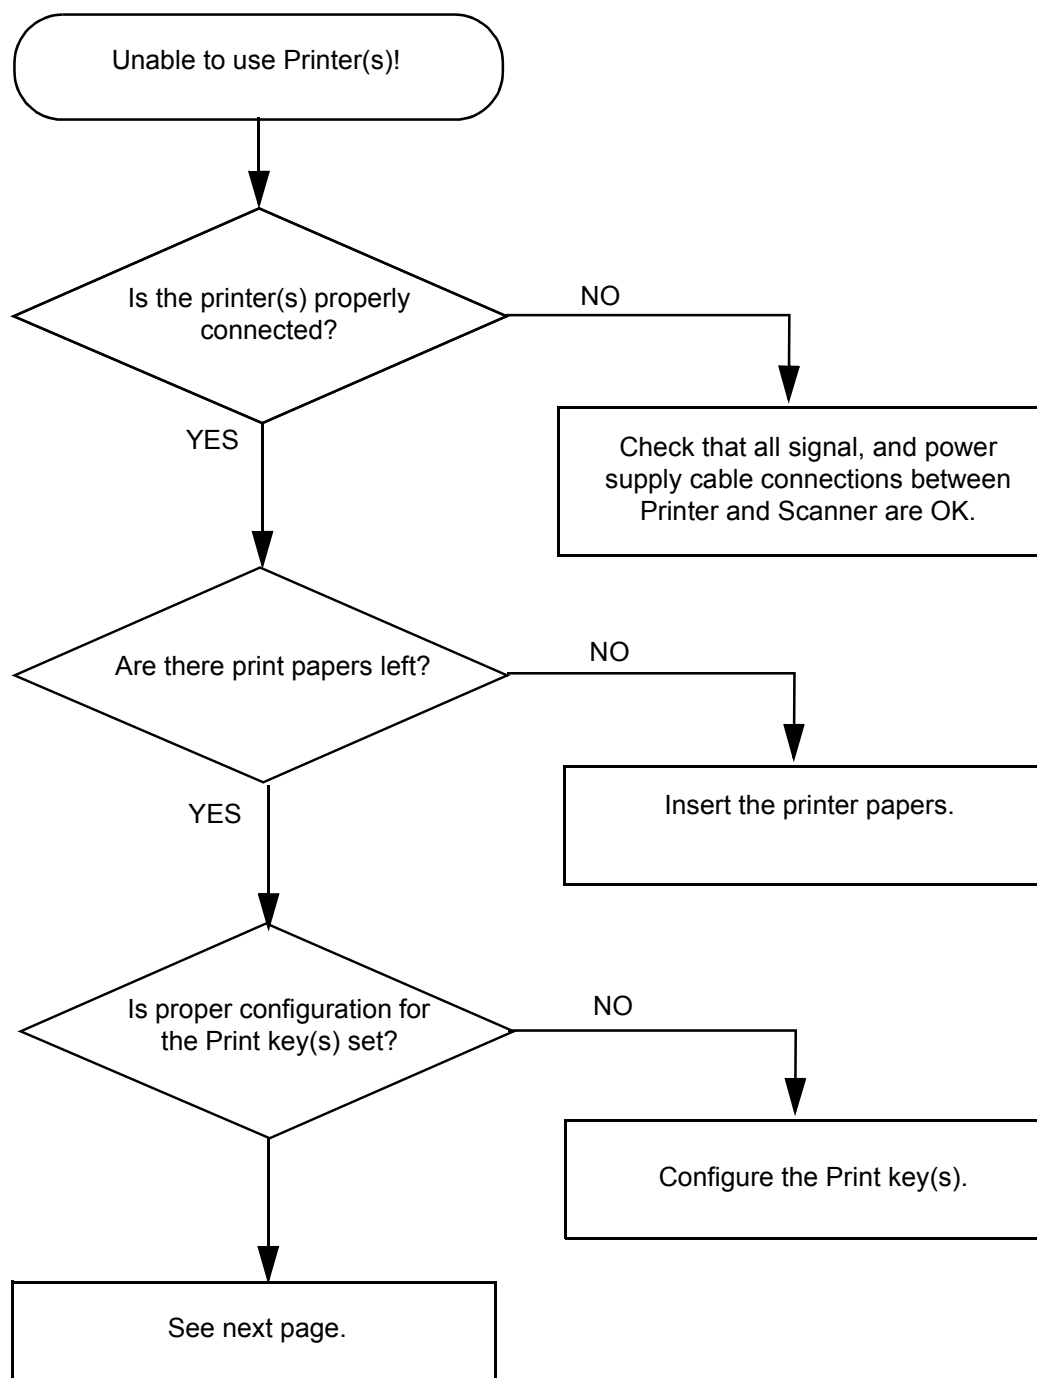 Unable to use Printer(s)!
Is the printer(s) properly
connected?
NO
YES
Check that all signal, and power
supply cable connections between
Printer and Scanner are OK.
Are there print papers left?
NO
YES
Insert the printer papers.
Is proper configuration for
the Print key(s) set?
NO
Configure the Print key(s).
See next page.